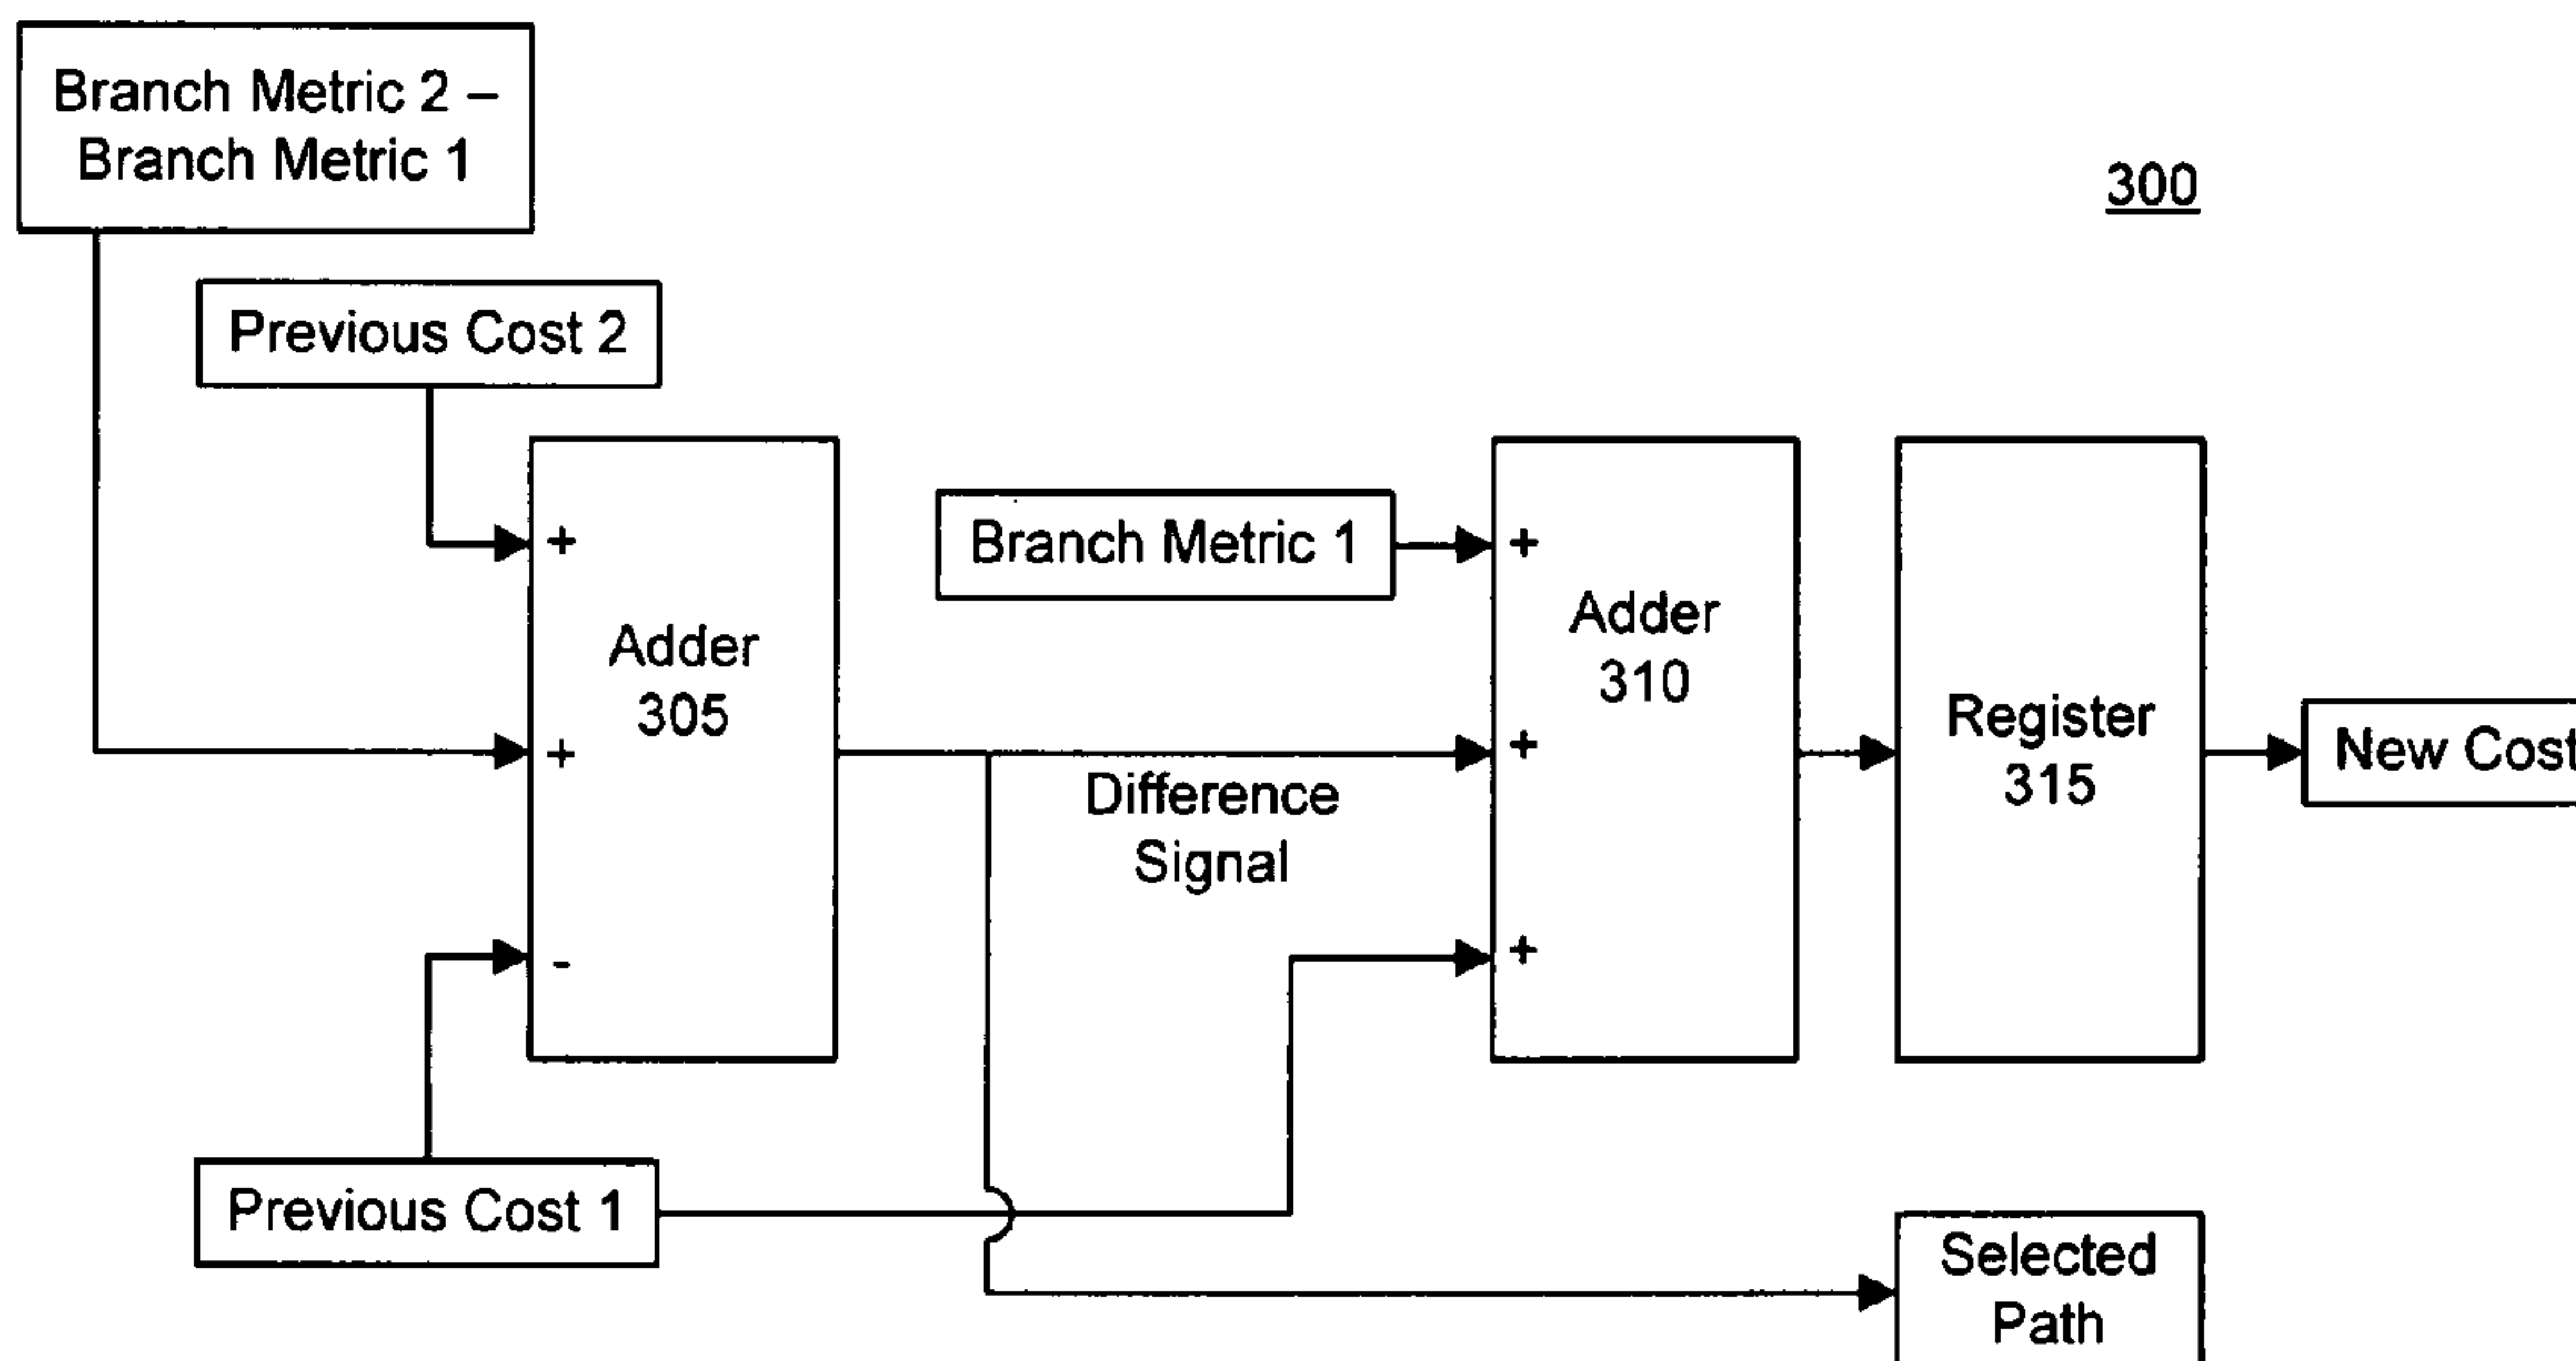 Branch Metric 2 –
Branch Metric 1
300
Previous Cost 2
+
Branch Metric 1
+
Adder
305
Adder
310
Register
315
+
+
New Cost
Difference
Signal
-
+
Previous Cost 1
Selected
Path